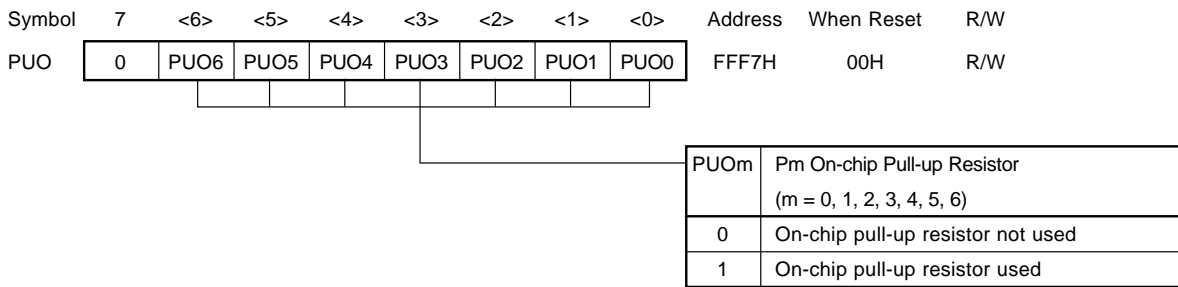 Symbol 7 <6> <5> <4> <3> <2> <1> <0> Address When Reset R/W
PUO 0 PUO6 PUO5 PUO4 PUO3 PUO2 PUO1 PUO0 FFF7H 00H R/W
PUOm Pm On-chip Pull-up Resistor
(m = 0, 1, 2, 3, 4, 5, 6)
0 On-chip pull-up resistor not used
1 On-chip pull-up resistor used